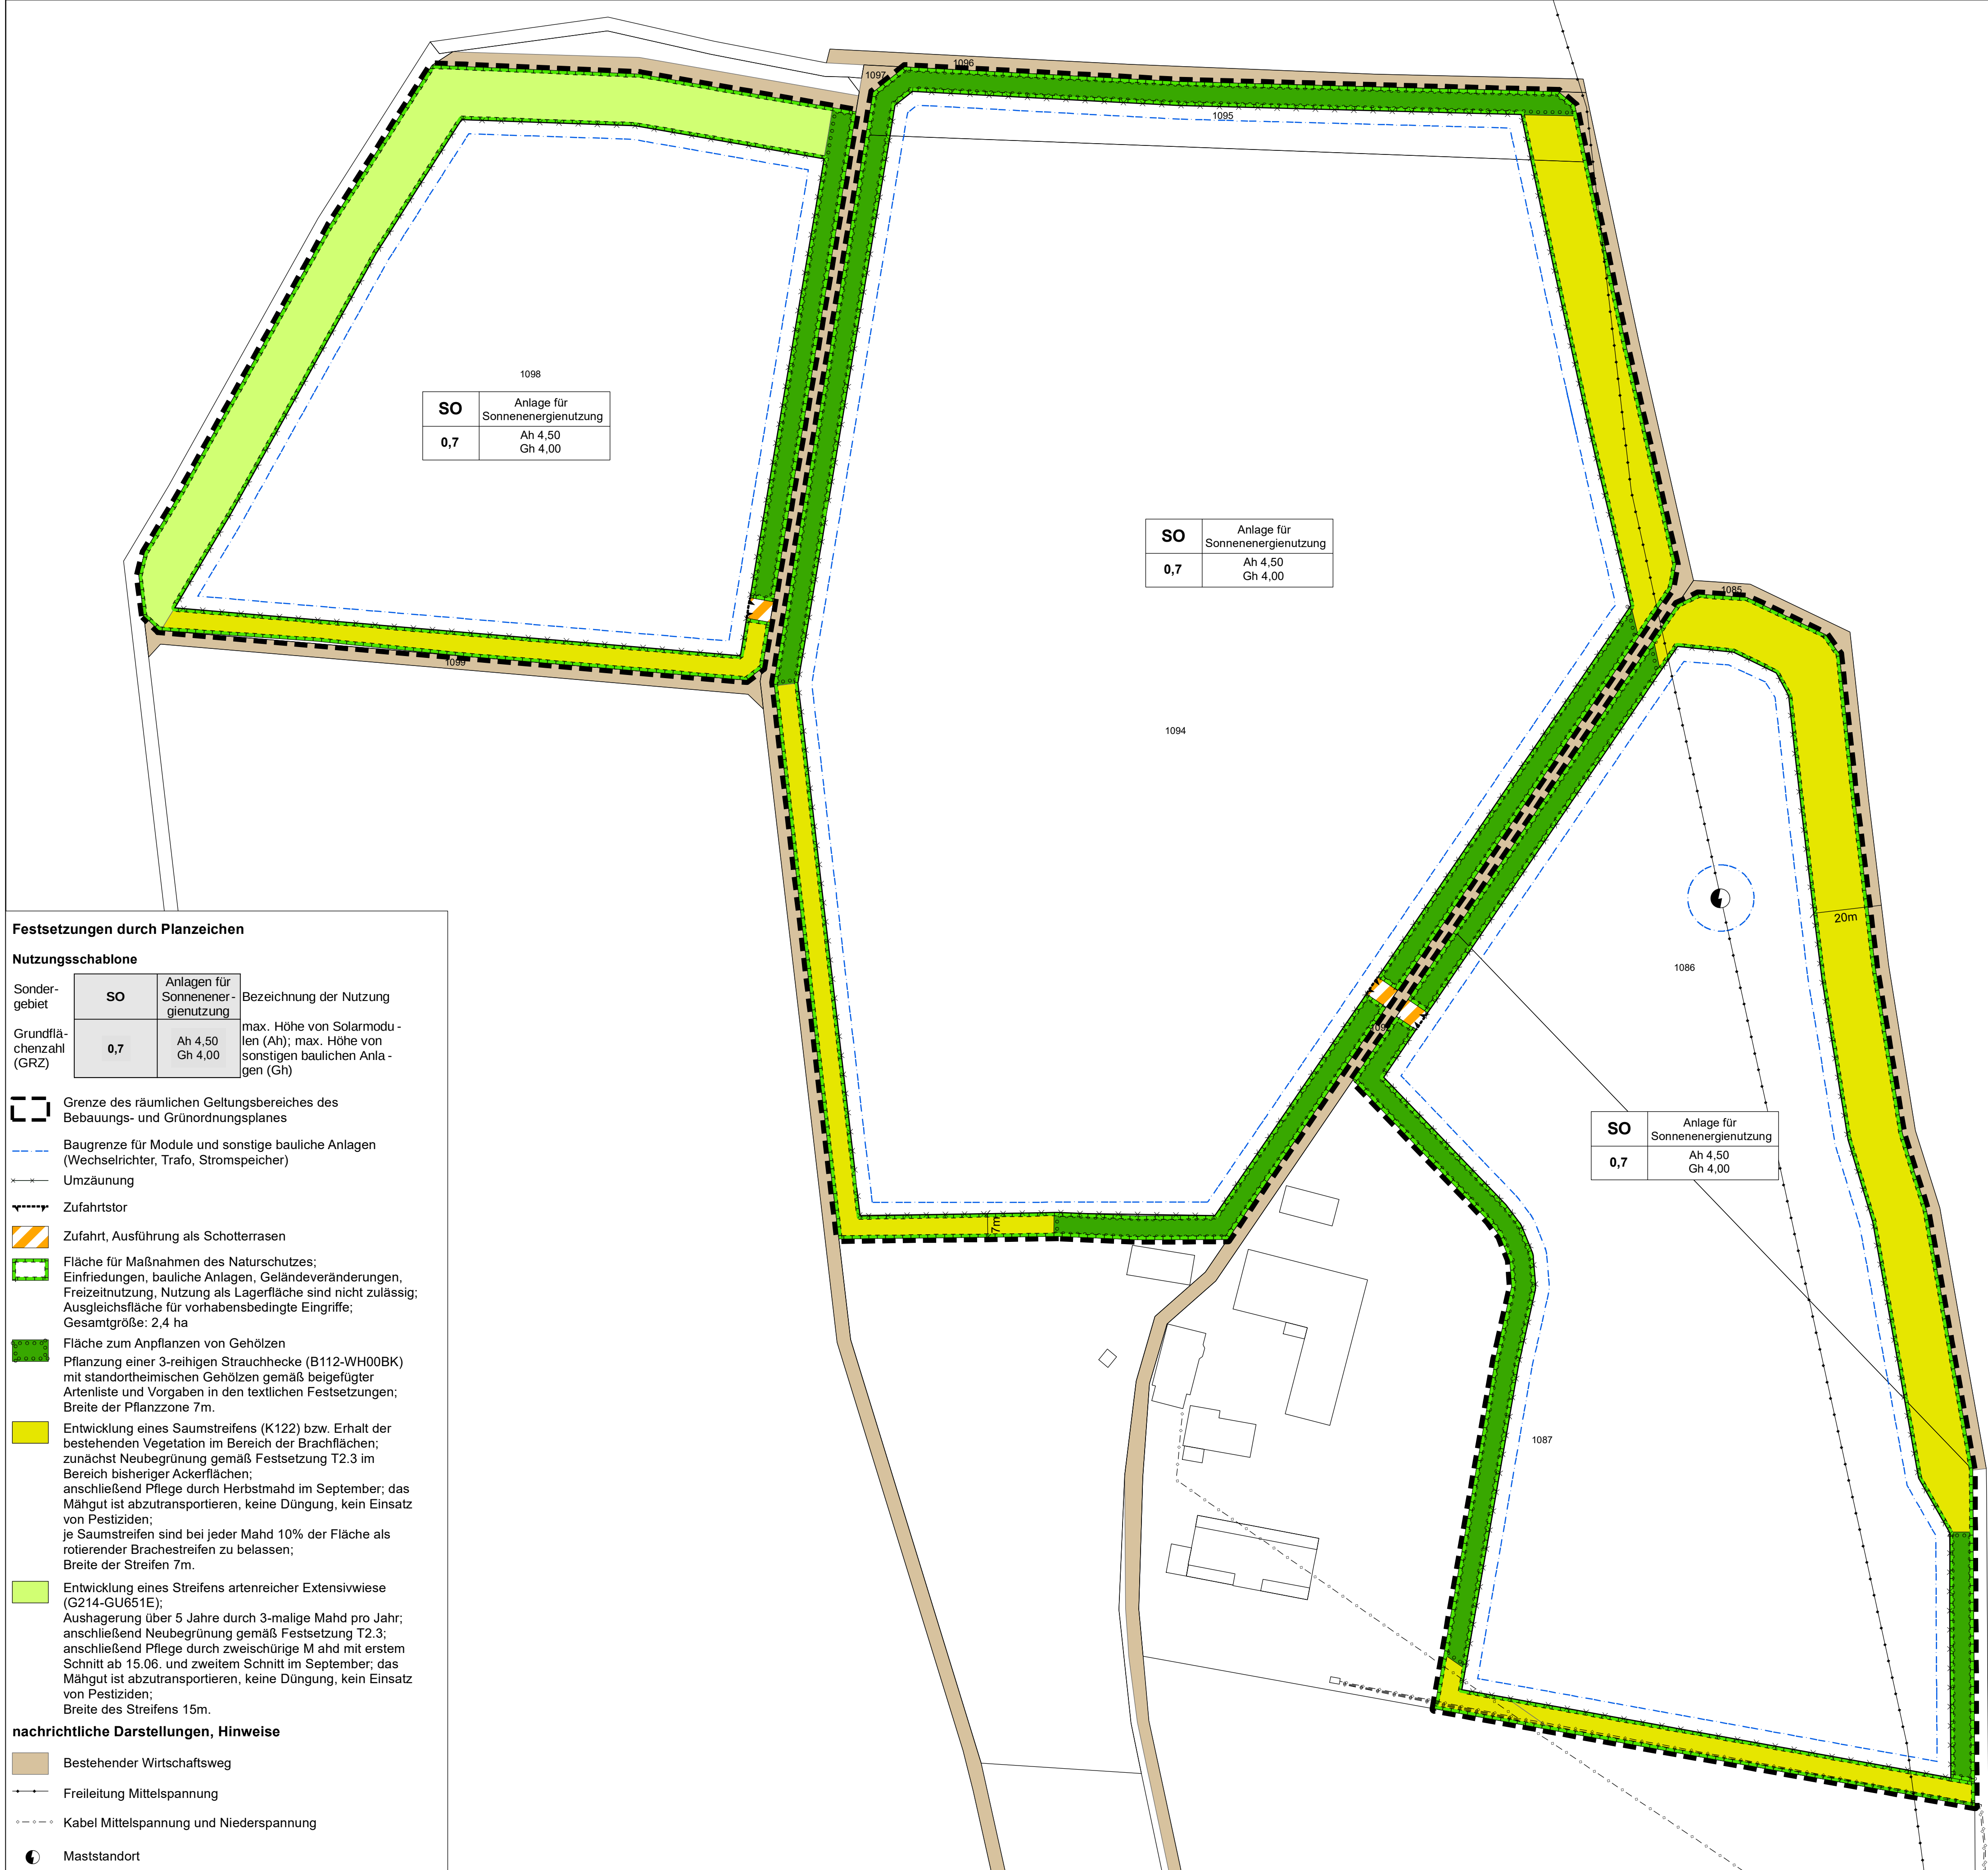 1096
1097
1095
1098
SO
Anlage für
Sonnenenergienutzung
0,7
Ah 4,50
Gh 4,00
SO
Anlage für
Sonnenenergienutzung
0,7
Ah 4,50
Gh 4,00
1085
1099
1094
20m
1086
SO
Anlage für
Sonnenenergienutzung
0,7
Ah 4,50
Gh 4,00
7m
1087
Festsetzungen durch Planzeichen
Nutzungsschablone
Sonder-
gebiet
SO
Anlagen für
Sonnenener-
gienutzung
Bezeichnung der Nutzung
Grundflä-
chenzahl
(GRZ)
0,7
Ah 4,50
Gh 4,00
max. Höhe von Solarmodu -
len (Ah); max. Höhe von
sonstigen baulichen Anla -
gen (Gh)
Grenze des räumlichen Geltungsbereiches des
Bebauungs- und Grünordnungsplanes
Baugrenze für Module und sonstige bauliche Anlagen
(Wechselrichter, Trafo, Stromspeicher)
Umzäunung
Zufahrtstor
Zufahrt, Ausführung als Schotterrasen
Fläche für Maßnahmen des Naturschutzes;
Einfriedungen, bauliche Anlagen, Geländeveränderungen,
Freizeitnutzung, Nutzung als Lagerfläche sind nicht zulässig;
Ausgleichsfläche für vorhabensbedingte Eingriffe;
Gesamtgröße: 2,4 ha
Fläche zum Anpflanzen von Gehölzen
Pflanzung einer 3-reihigen Strauchhecke (B112-WH00BK)
mit standortheimischen Gehölzen gemäß beigefügter
Artenliste und Vorgaben in den textlichen Festsetzungen;
Breite der Pflanzzone 7m.
Entwicklung eines Saumstreifens (K122) bzw. Erhalt der
bestehenden Vegetation im Bereich der Brachflächen;
zunächst Neubegrünung gemäß Festsetzung T2.3 im
Bereich bisheriger Ackerflächen;
anschließend Pflege durch Herbstmahd im September; das
Mähgut ist abzutransportieren, keine Düngung, kein Einsatz
von Pestiziden;
je Saumstreifen sind bei jeder Mahd 10% der Fläche als
rotierender Brachestreifen zu belassen;
Breite der Streifen 7m.
Entwicklung eines Streifens artenreicher Extensivwiese
(G214-GU651E);
Aushagerung über 5 Jahre durch 3-malige Mahd pro Jahr;
anschließend Neubegrünung gemäß Festsetzung T2.3;
anschließend Pflege durch zweischürige M ahd mit erstem
Schnitt ab 15.06. und zweitem Schnitt im September; das
Mähgut ist abzutransportieren, keine Düngung, kein Einsatz
von Pestiziden;
Breite des Streifens 15m.
nachrichtliche Darstellungen, Hinweise
Bestehender Wirtschaftsweg
Freileitung Mittelspannung
Kabel Mittelspannung und Niederspannung
Maststandort